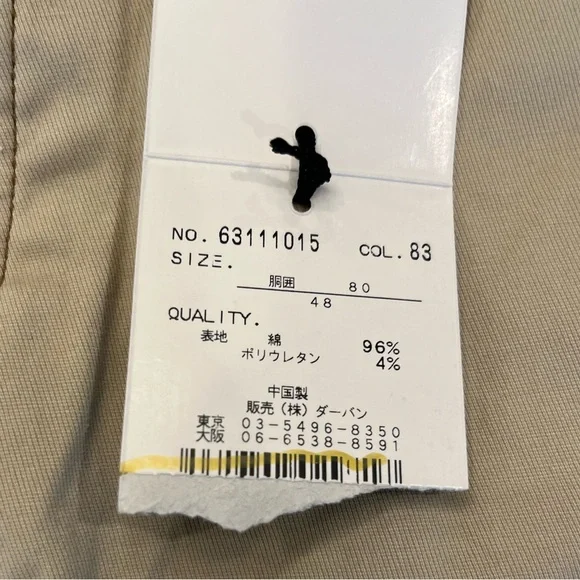 NO. 63111015 COL. 83
SIZE.
胴囲 80
48
QUALITY.
表地 綿 96%
ポリウレタン 4%
中国製
販売(株)ダーバン
東京 03-5496-8350
大阪 06-6538-8591